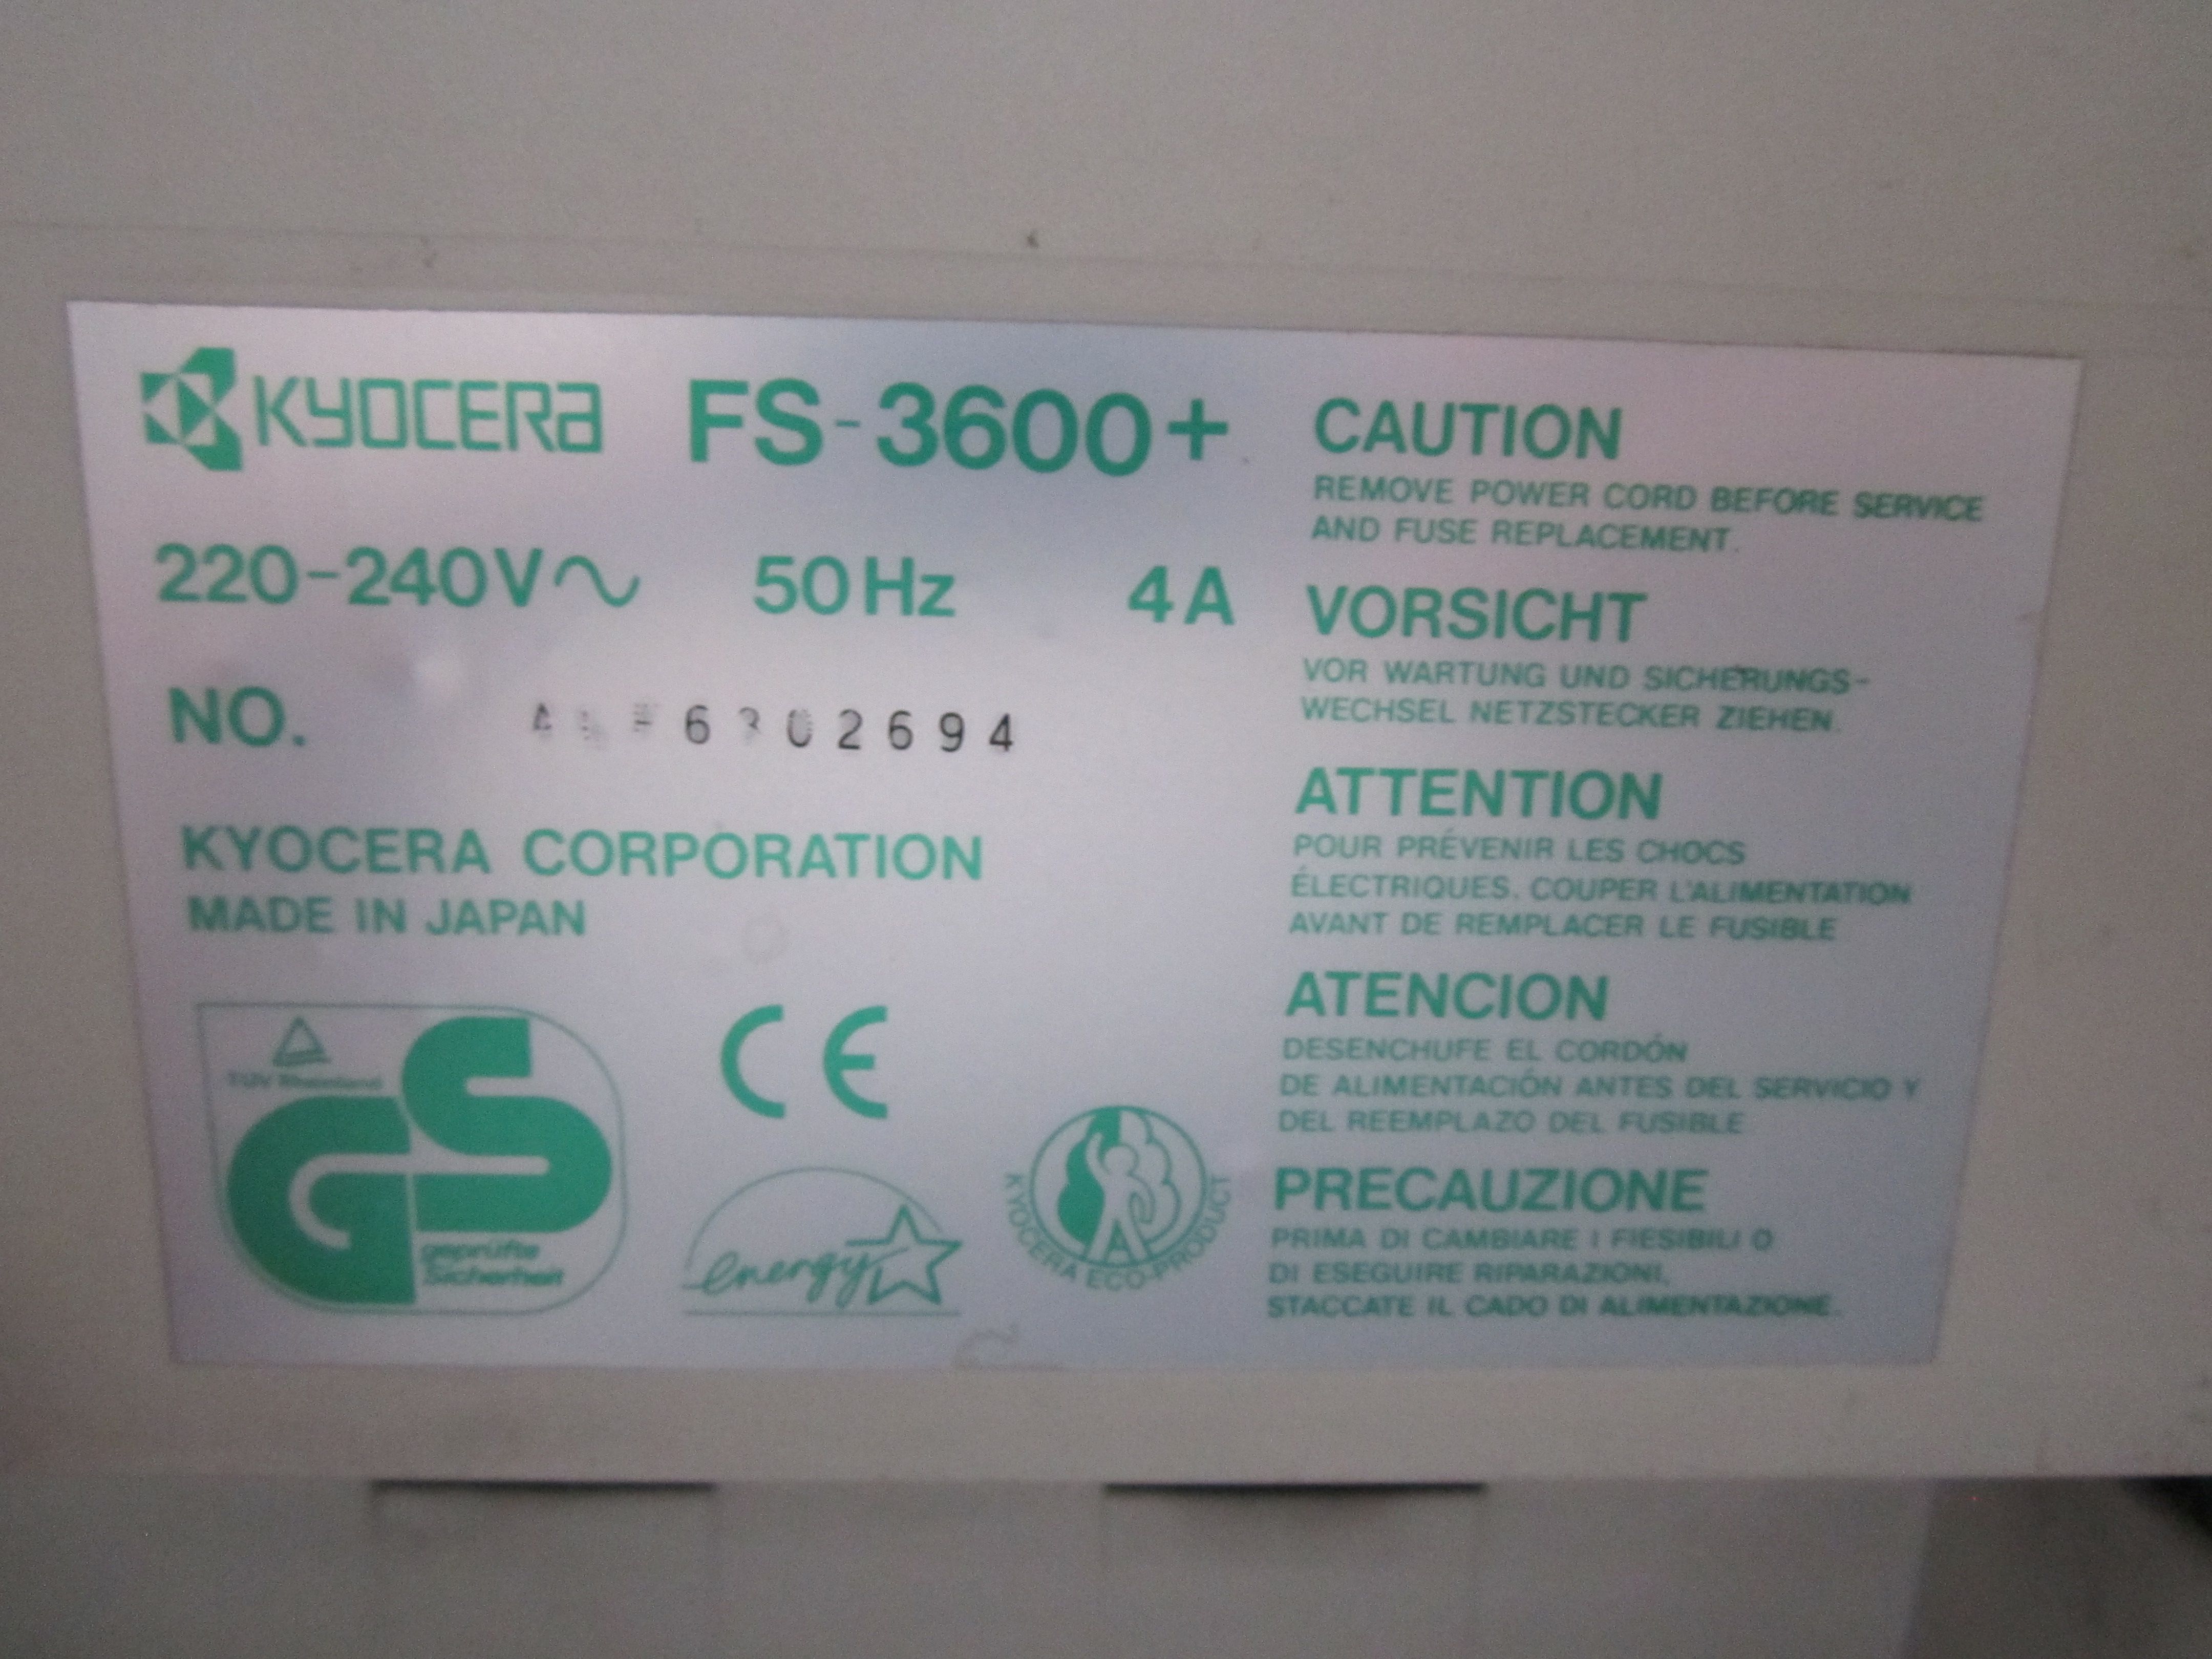 KYOCERA FS-3600+
220-240V∿ 50Hz 4A
NO. 6302694
KYOCERA CORPORATION
MADE IN JAPAN
TÜV Rheinland
GS
geprüfte
Sicherheit
CE
energy
KYOCERA ECO-PRODUCT
CAUTION
REMOVE POWER CORD BEFORE SERVICE
AND FUSE REPLACEMENT.
VORSICHT
VOR WARTUNG UND SICHERUNGS-
WECHSEL NETZSTECKER ZIEHEN.
ATTENTION
POUR PRÉVENIR LES CHOCS
ÉLECTRIQUES. COUPER L'ALIMENTATION
AVANT DE REMPLACER LE FUSIBLE
ATENCION
DESENCHUFE EL CORDÓN
DE ALIMENTACIÓN ANTES DEL SERVICIO Y
DEL REEMPLAZO DEL FUSIBLE
PRECAUZIONE
PRIMA DI CAMBIARE I FIESIBILI O
DI ESEGUIRE RIPARAZIONI,
STACCATE IL CADO DI ALIMENTAZIONE.